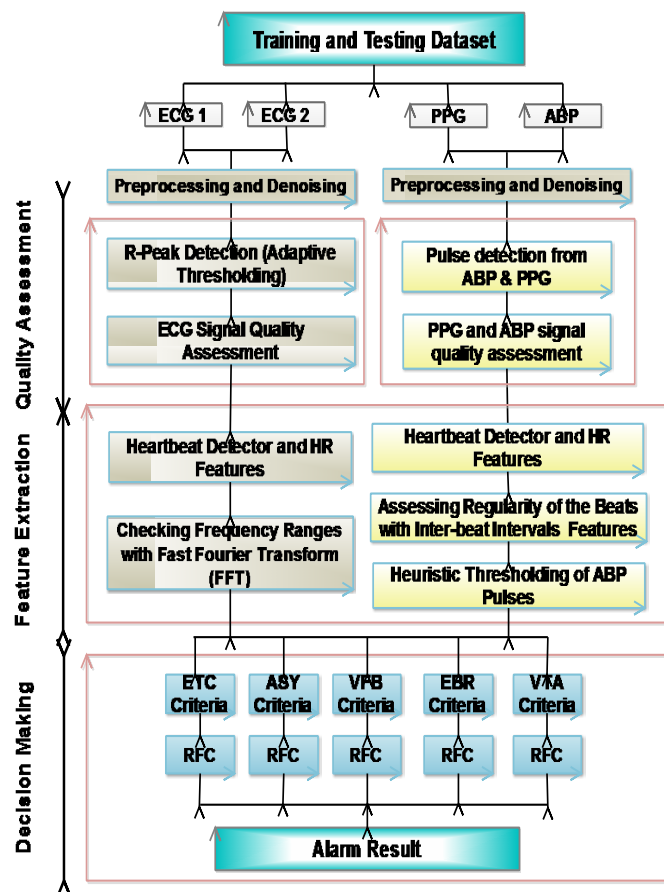 Training and Testing Dataset
ECG 1
ECG 2
PPG
ABP
Quality Assessment
Preprocessing and Denoising
Preprocessing and Denoising
R-Peak Detection (Adaptive
Thresholding)
Pulse detection from
ABP & PPG
ECG Signal Quality
Assessment
PPG and ABP signal
quality assessment
Feature Extraction
Heartbeat Detector and HR
Features
Heartbeat Detector and HR
Features
Checking Frequency Ranges
with Fast Fourier Transform
(FFT)
Assessing Regularity of the Beats
with Inter-beat Intervals Features
Heuristic Thresholding of ABP
Pulses
Decision Making
ETC
Criteria
ASY
Criteria
VFB
Criteria
EBR
Criteria
VTA
Criteria
RFC
RFC
RFC
RFC
RFC
Alarm Result